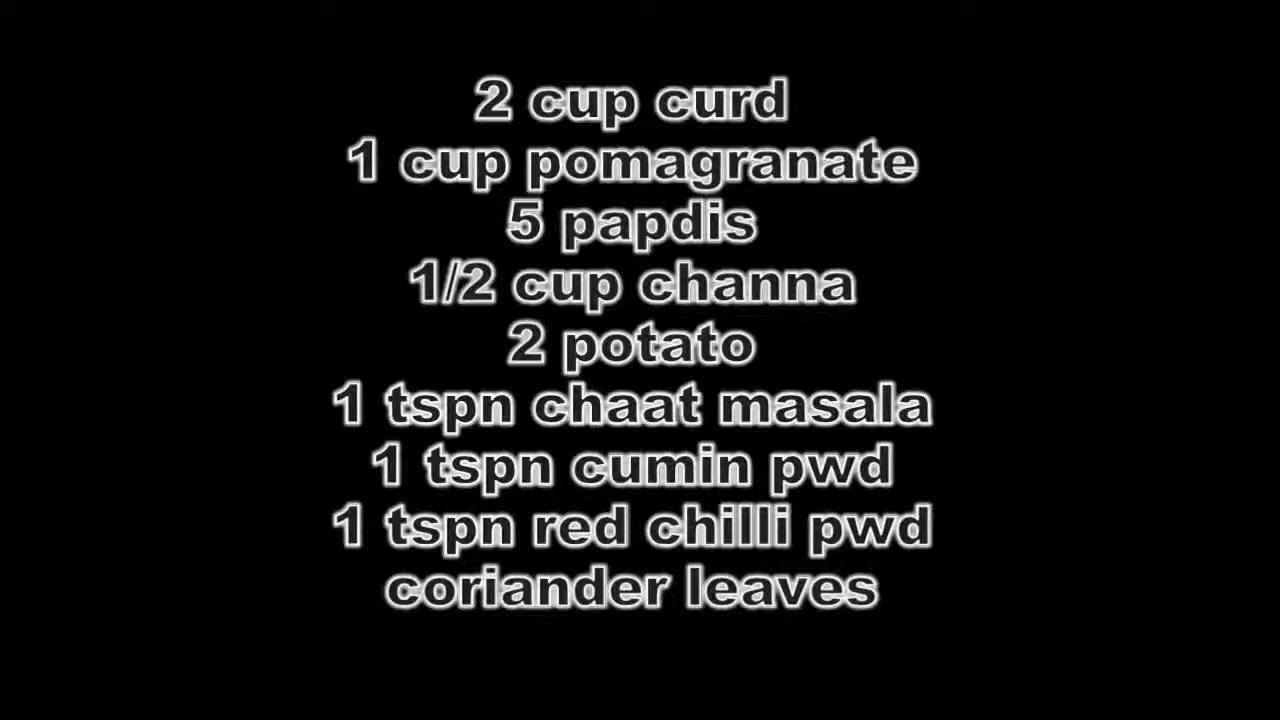 2 cup curd
1 cup pomagranate
5 papdis
1/2 cup channa
2 potato
1 tspn chaat masala
1 tspn cumin pwd
1 tspn red chilli pwd
coriander leaves